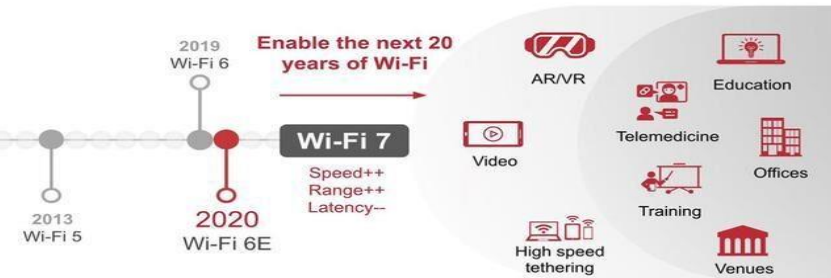 2019
Wi-Fi 6
Enable the next 20
years of Wi-Fi
2013
Wi-Fi 5
2020
Wi-Fi 6E
Wi-Fi 7
Speed++
Range++
Latency--
AR/VR
Video
High speed
tethering
Education
Telemedicine
Offices
Training
Venues